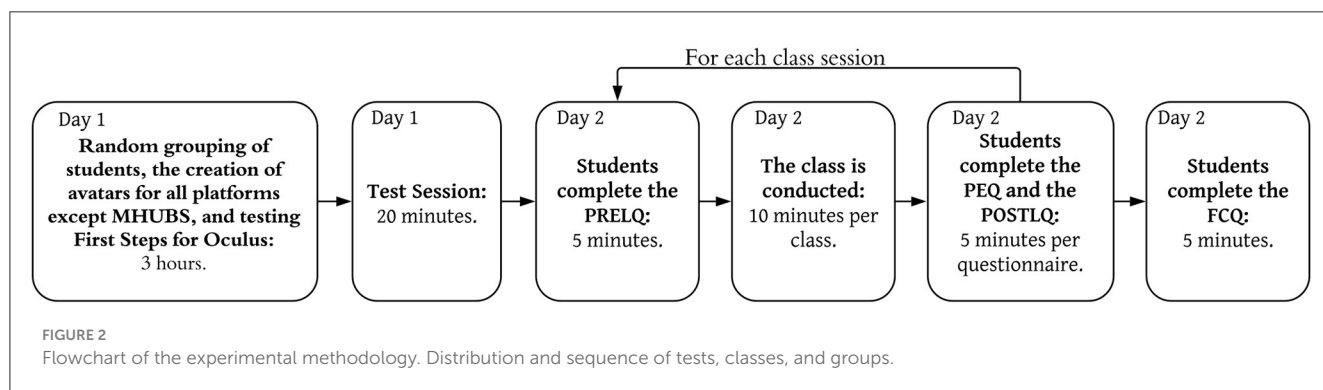 For each class session
Day 1
Random grouping of
students, the creation of
avatars for all platforms
except MHUBS, and testing
First Steps for Oculus:
3 hours.
Day 1
Test Session:
20 minutes.
Day 2
Students
complete the
PRELQ:
5 minutes.
Day 2
The class is
conducted:
10 minutes per
class.
Day 2
Students
complete the
PEQ and the
POSTLQ:
5 minutes per
questionnaire.
Day 2
Students
complete the
FCQ:
5 minutes.
FIGURE 2
Flowchart of the experimental methodology. Distribution and sequence of tests, classes, and groups.